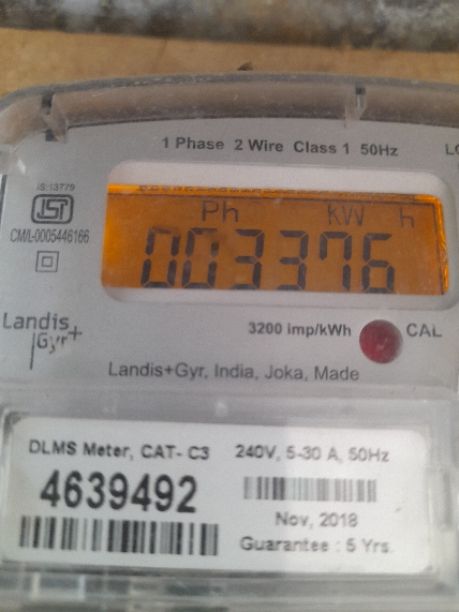 1 Phase 2 Wire Class 1 50Hz
IS:13779
ISI
CM/L-0005446166
Ph kW h
003376
Landis
Gyr+
3200 imp/kWh CAL
Landis+Gyr, India, Joka, Made
DLMS Meter, CAT- C3 240V, 5-30 A, 50Hz
4639492
Nov, 2018
Guarantee : 5 Yrs.